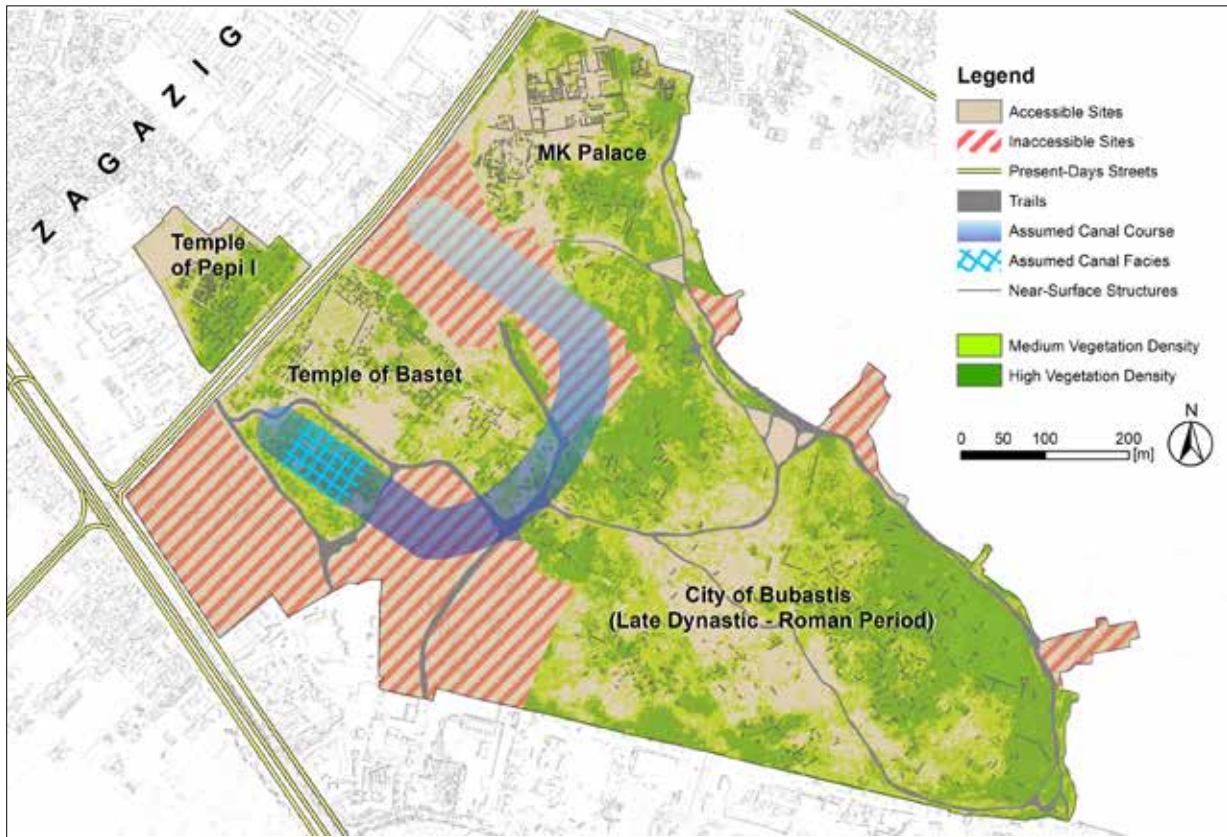 ZAGAZIG
Temple
of Pepi I
MK Palace
Temple of Bastet
City of Bubastis
(Late Dynastic - Roman Period)
Legend
Accessible Sites
Inaccessible Sites
Present-Days Streets
Trails
Assumed Canal Course
Assumed Canal Facies
Near-Surface Structures
Medium Vegetation Density
High Vegetation Density
N
0 50 100 200
[m]